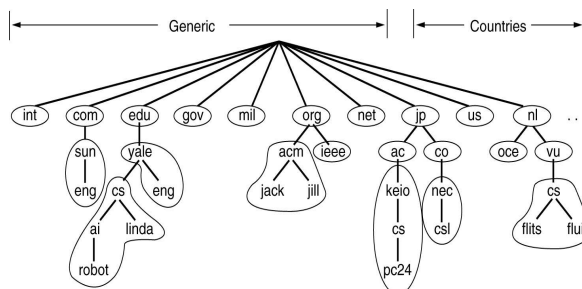 Generic Countries
int com edu gov mil org net jp us nl . .
sun yale acm ieee ac co oce vu
eng cs eng jack jill keio nec cs
ai linda cs csl flits flui
robot pc24